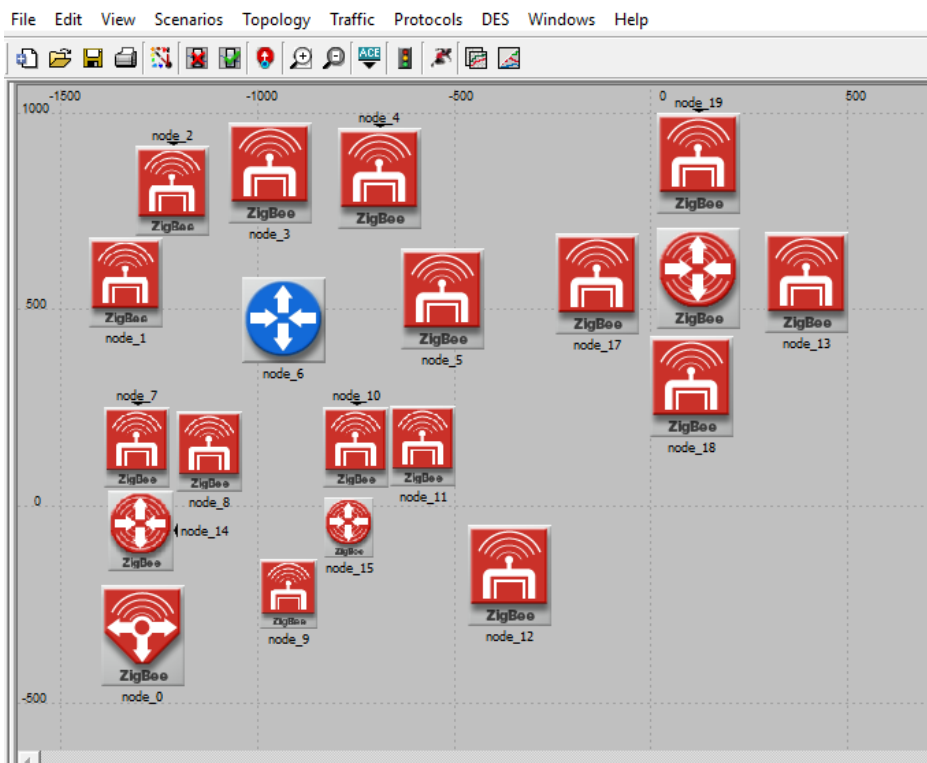 File Edit View Scenarios Topology Traffic Protocols DES Windows Help
ACE
-1500 -1000 -500 0 500
1000
node_19
node_4
node_2
ZigBee
ZigBee
ZigBee
ZigBee
node_3
ZigBee
node_1
500
ZigBee
node_5
ZigBee
node_17
ZigBee
ZigBee
node_13
node_6
ZigBee
node_18
node_7
node_10
ZigBee
ZigBee
node_8
ZigBee
ZigBee
node_11
0
ZigBee
node_14
ZigBee
node_15
ZigBee
node_9
ZigBee
node_12
ZigBee
node_0
-500